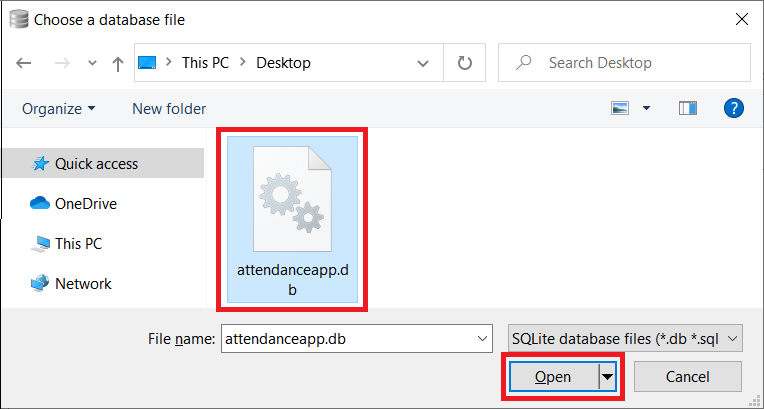 Choose a database file
This PC > Desktop
Search Desktop
Organize
New folder
?
Quick access
OneDrive
This PC
Network
attendanceapp.d
b
File name:
attendanceapp.db
SQLite database files (*.db *.sql
Open
Cancel